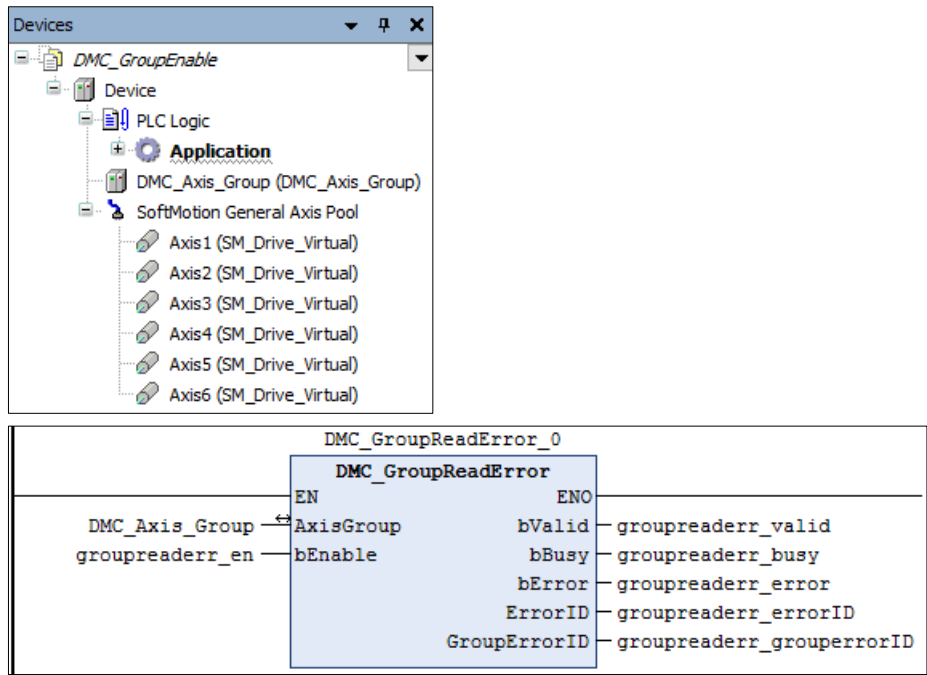 Devices
DMC_GroupEnable
Device
PLC Logic
Application
DMC_Axis_Group (DMC_Axis_Group)
SoftMotion General Axis Pool
Axis1 (SM_Drive_Virtual)
Axis2 (SM_Drive_Virtual)
Axis3 (SM_Drive_Virtual)
Axis4 (SM_Drive_Virtual)
Axis5 (SM_Drive_Virtual)
Axis6 (SM_Drive_Virtual)
DMC_GroupReadError_0
DMC_GroupReadError
EN ENO
DMC_Axis_Group AxisGroup bValid groupreaderr_valid
groupreaderr_en bEnable bBusy groupreaderr_busy
bError groupreaderr_error
ErrorID groupreaderr_errorID
GroupErrorID groupreaderr_grouperrorID